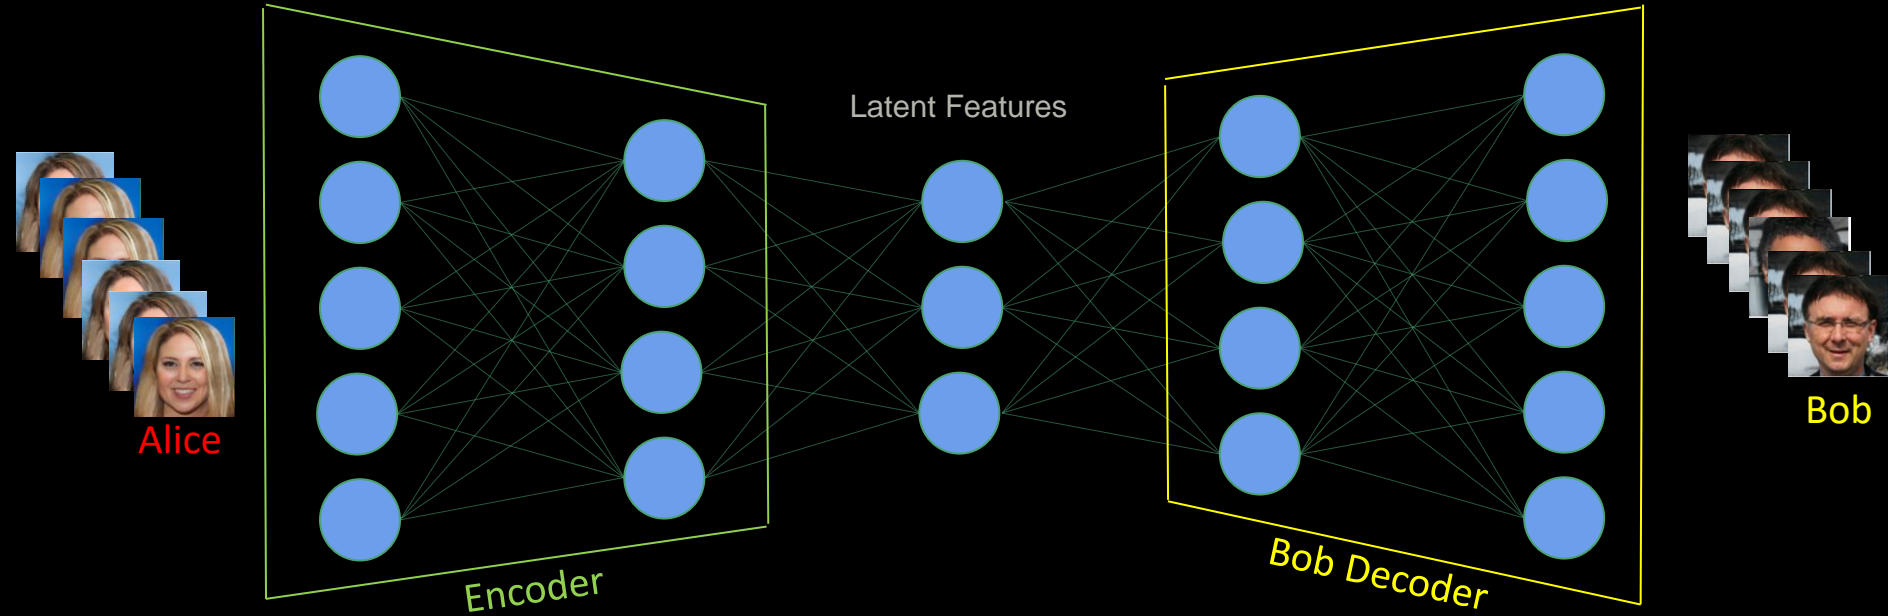 Latent Features
Alice
Bob
Encoder
Bob Decoder